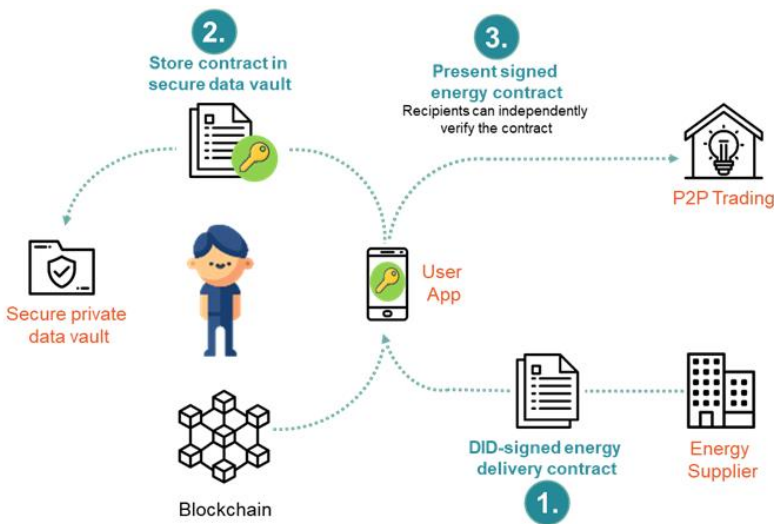 2.
Store contract in
secure data vault
3.
Present signed
energy contract
Recipients can independently
verify the contract
P2P Trading
Secure private
data vault
User
App
Blockchain
DID-signed energy
delivery contract
1.
Energy
Supplier